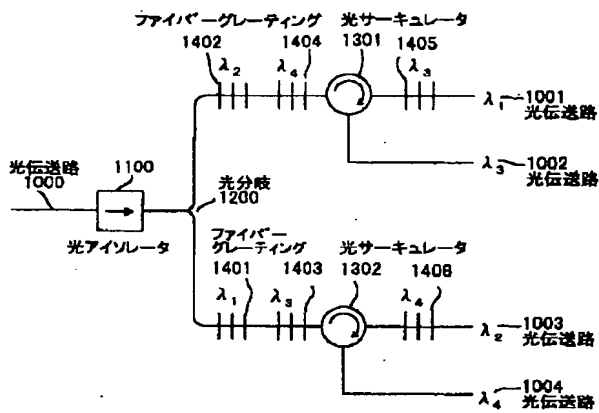 ファイバーグレーティング 光サーキュレータ
1402 1404 1301 1405
λ2 λ4 λ3
λ1 1001
光伝送路
λ3 1002
光伝送路
光伝送路
1000
1100
光アイソレータ
光分岐
1200
ファイバー
グレーティング 光サーキュレータ
1401 1403 1302 1406
λ1 λ3 λ4
λ2 1003
光伝送路
λ4 1004
光伝送路